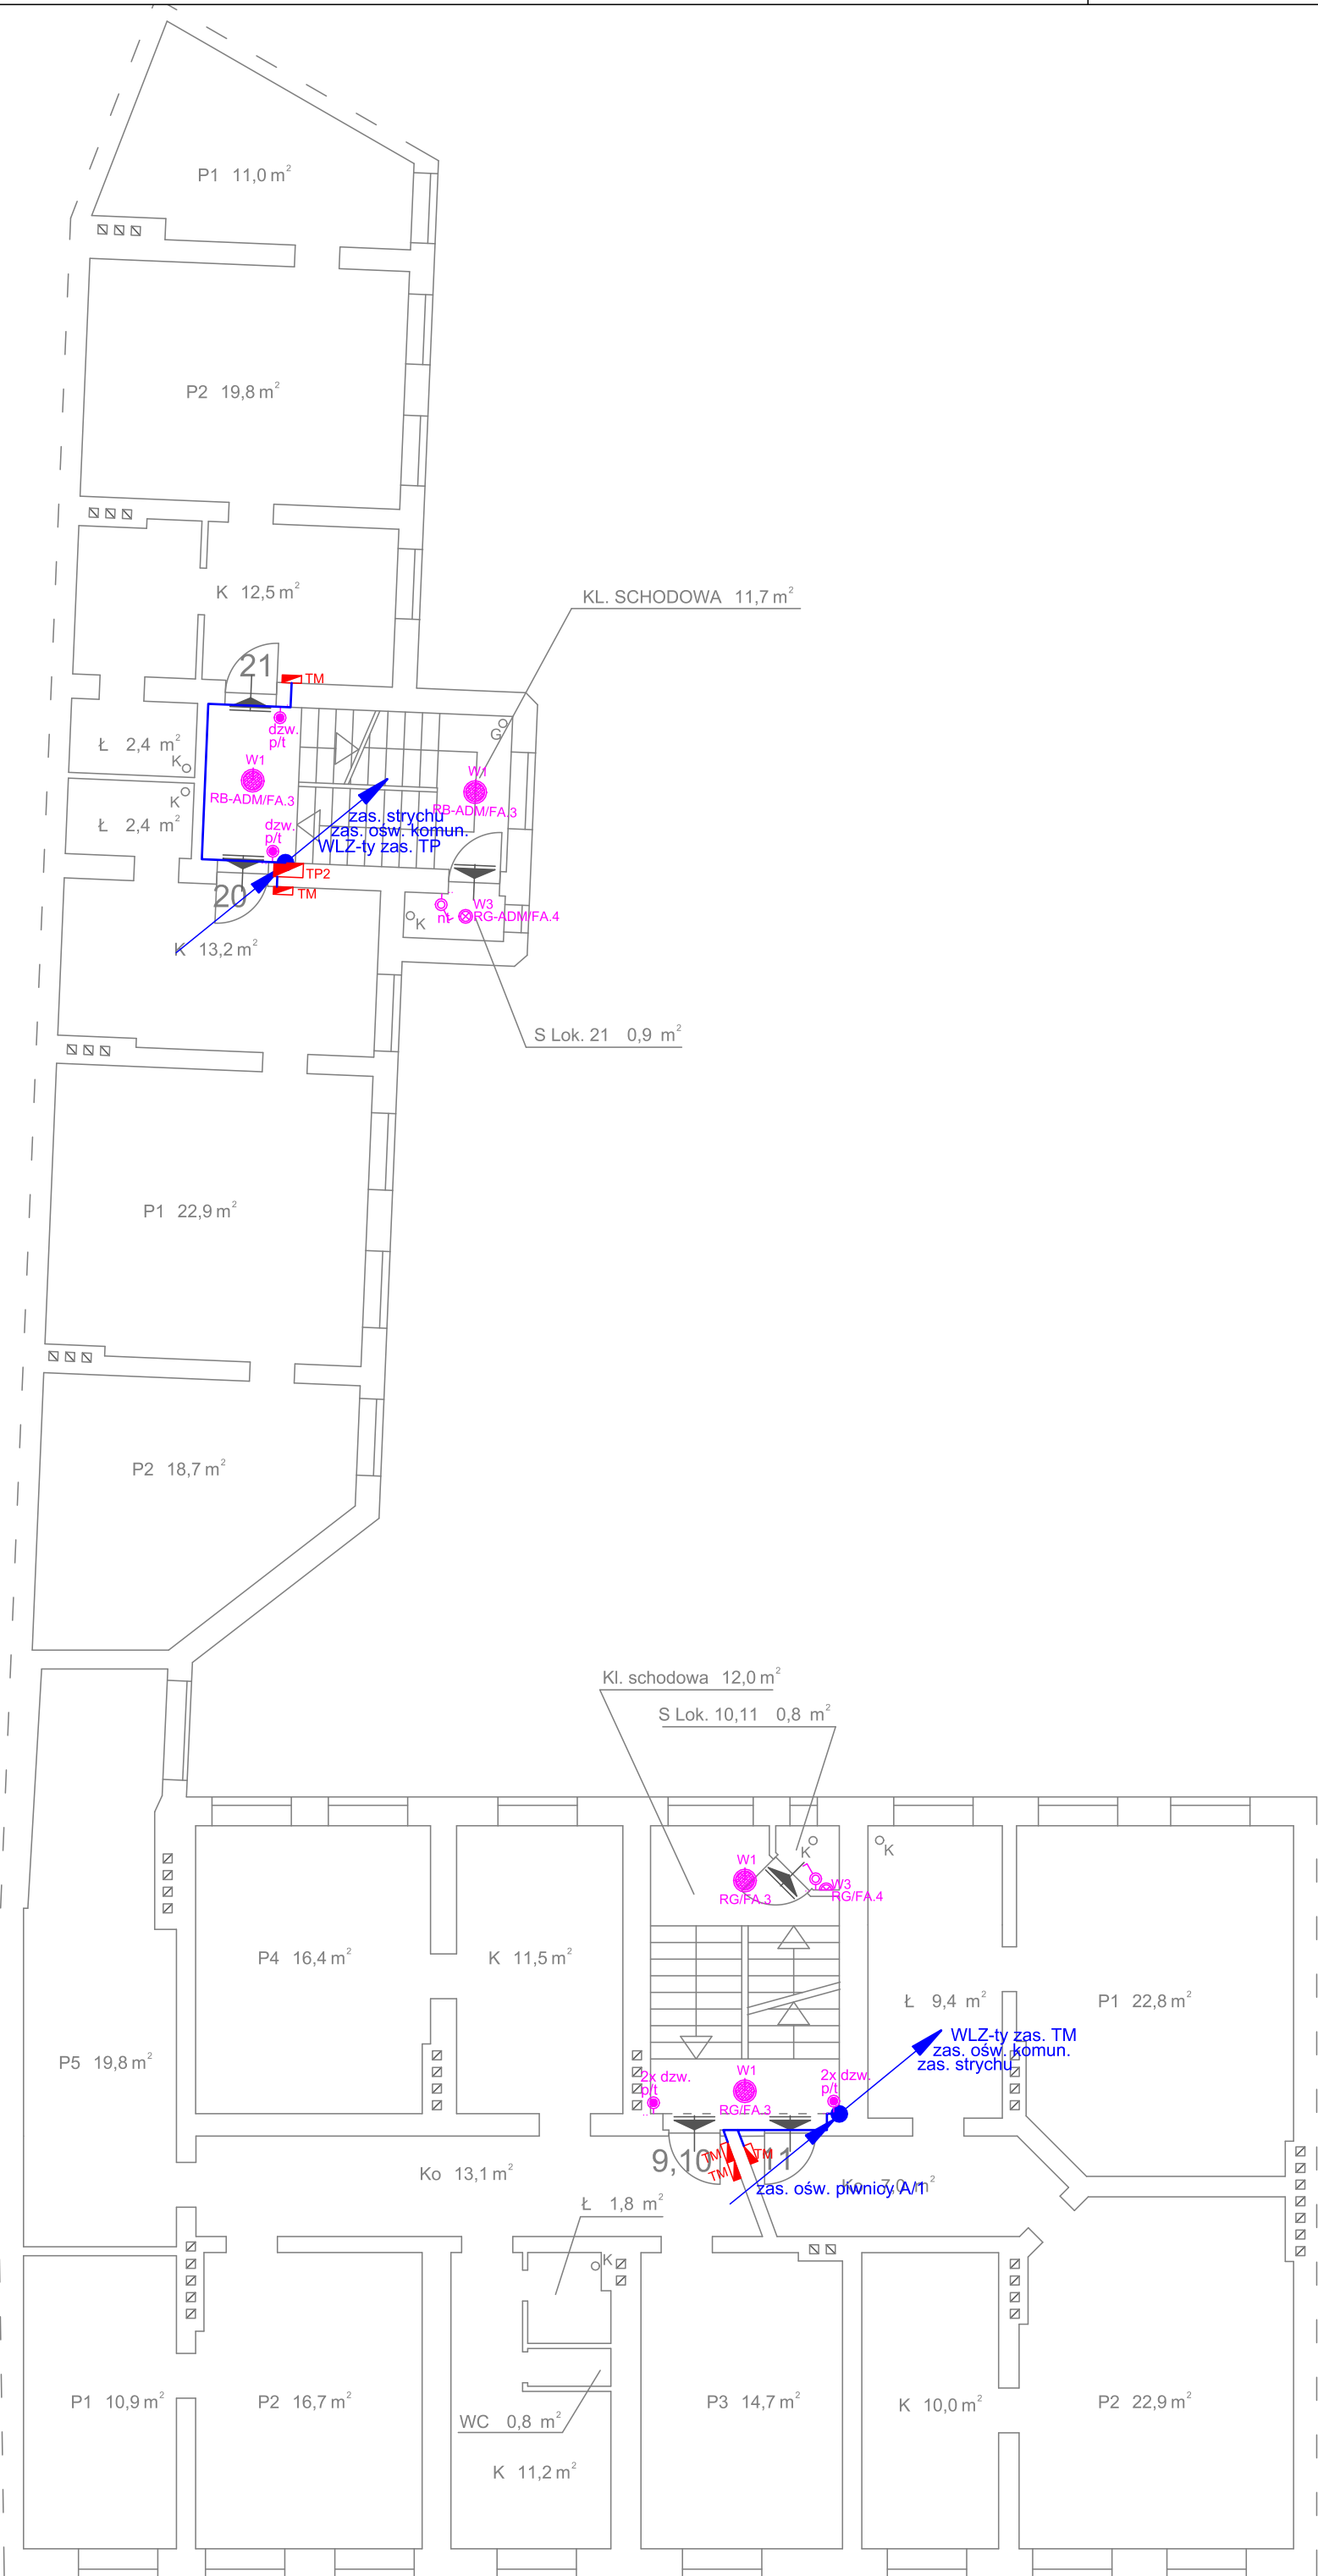 P1 11,0 m²
P2 19,8 m²
K 12,5 m²
KL. SCHODOWA 11,7 m²
21
TM
dzw.
p/t
G
Ł 2,4 m²
K
W1
RB-ADM/FA.3
W1
RB-ADM/FA.3
K
Ł 2,4 m²
dzw.
p/t
zas. strychu
zas. ośw. komun.
WLZ-ty zas. TP
TP2
TM
20
K 13,2 m²
W3
RG-ADM/FA.4
nt
K
S Lok. 21 0,9 m²
P1 22,9 m²
P2 18,7 m²
Kl. schodowa 12,0 m²
S Lok. 10,11 0,8 m²
W1
RG/FA.3
K
W3
RG/FA.4
K
P4 16,4 m²
K 11,5 m²
Ł 9,4 m²
P1 22,8 m²
P5 19,8 m²
WLZ-ty zas. TM
zas. ośw. komun.
zas. strychu
2x dzw.
p/t
W1
RG/FA.3
2x dzw.
p/t
9,10
TM
TM
TM
11
Ko 13,1 m²
Ko 7,0 m²
zas. ośw. piwnicy A/1
Ł 1,8 m²
K
P1 10,9 m²
P2 16,7 m²
WC 0,8 m²
K 11,2 m²
P3 14,7 m²
K 10,0 m²
P2 22,9 m²